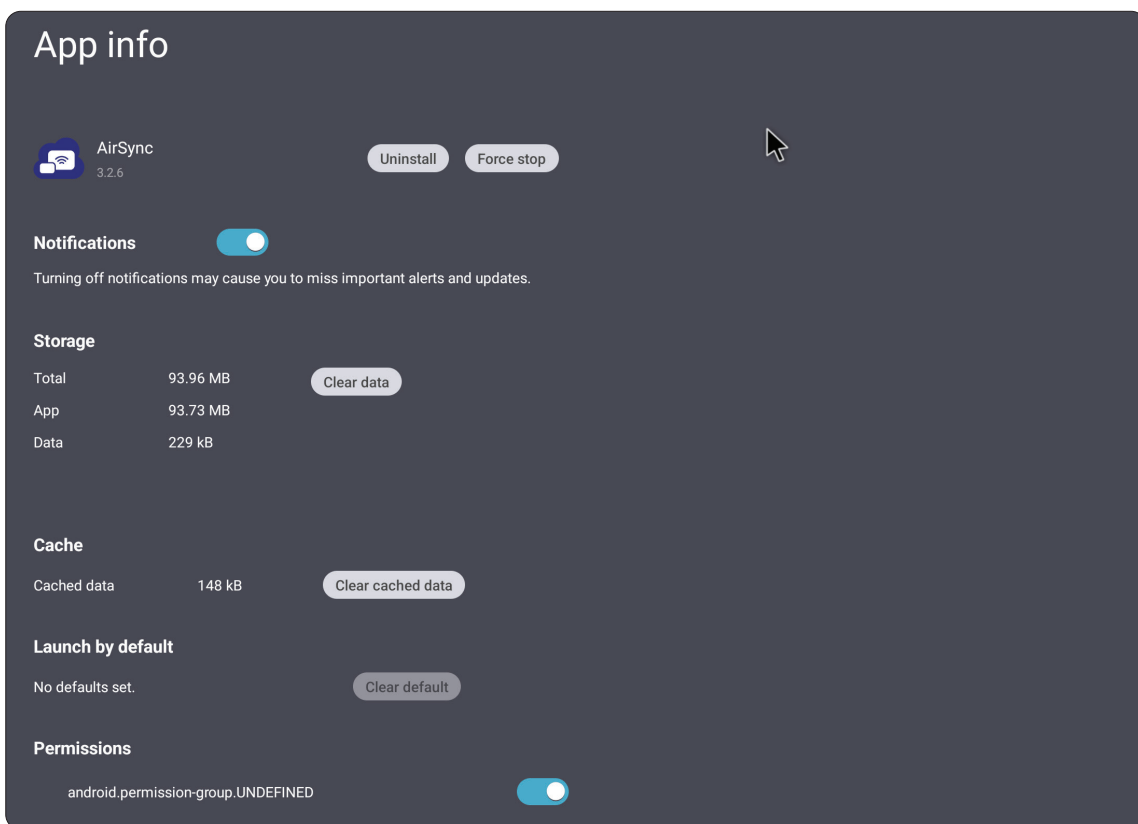 App info
AirSync
3.2.6
Uninstall
Force stop
Notifications
Turning off notifications may cause you to miss important alerts and updates.
Storage
Total 93.96 MB Clear data
App 93.73 MB
Data 229 kB
Cache
Cached data 148 kB Clear cached data
Launch by default
No defaults set. Clear default
Permissions
android.permission-group.UNDEFINED